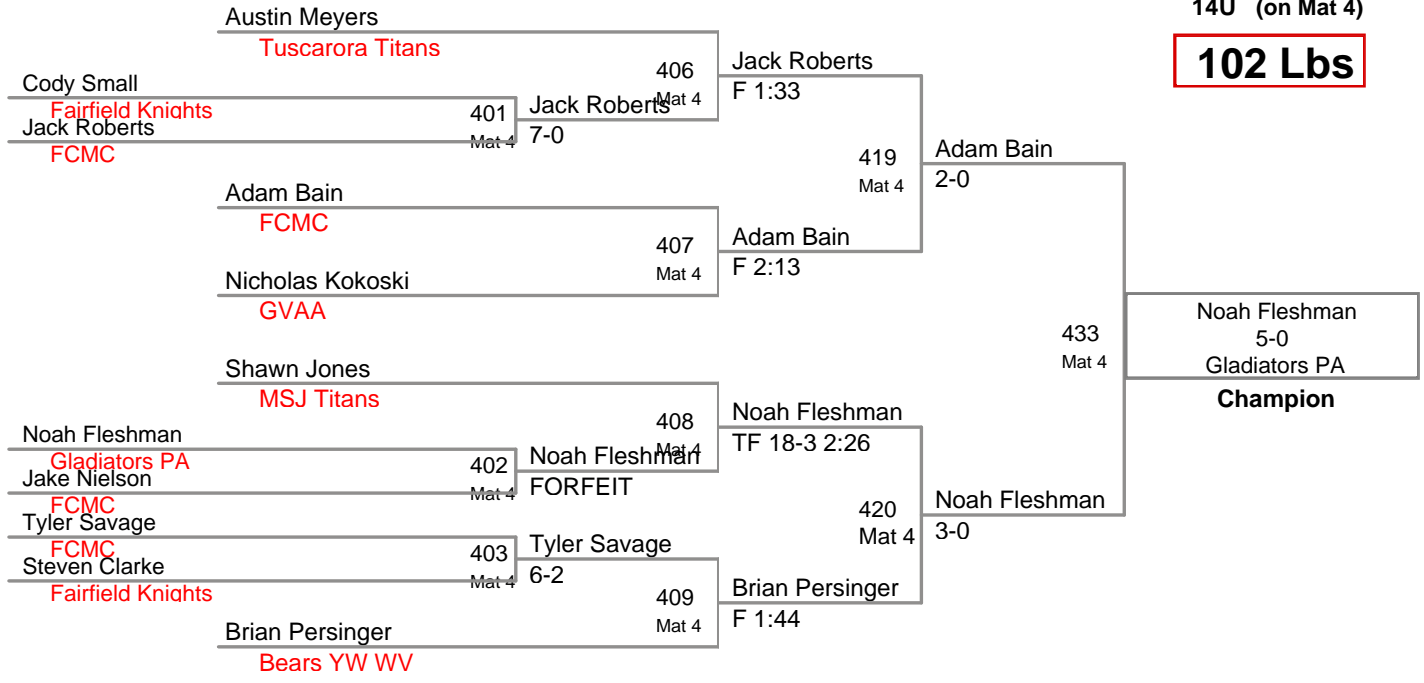 14U (on Mat 4)
102 Lbs
Austin Meyers
Tuscarora Titans
Cody Small
Fairfield Knights
Jack Roberts
FCMC
401
Mat 4
Jack Roberts
7-0
406
Mat 4
Jack Roberts
F 1:33
Adam Bain
FCMC
Nicholas Kokoski
GVAA
407
Mat 4
Adam Bain
F 2:13
419
Mat 4
Adam Bain
2-0
Shawn Jones
MSJ Titans
Noah Fleshman
Gladiators PA
Jake Nielson
FCMC
402
Mat 4
Noah Fleshman
FORFEIT
408
Mat 4
Noah Fleshman
TF 18-3 2:26
Tyler Savage
FCMC
Steven Clarke
Fairfield Knights
403
Mat 4
Tyler Savage
6-2
Brian Persinger
Bears YW WV
409
Mat 4
Brian Persinger
F 1:44
420
Mat 4
Noah Fleshman
3-0
433
Mat 4
Noah Fleshman
5-0
Gladiators PA
Champion